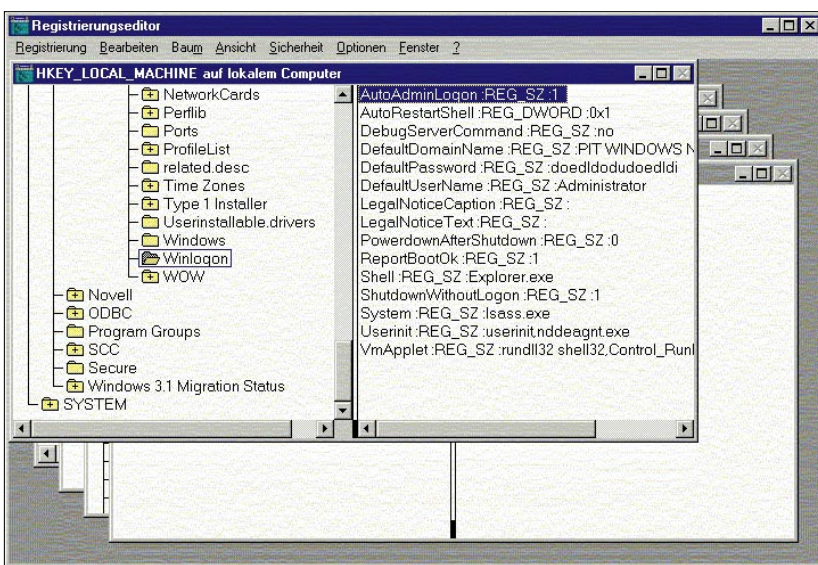 Registrierungseditor
Registrierung Bearbeiten Baum Ansicht Sicherheit Optionen Fenster ?
HKEY_LOCAL_MACHINE auf lokalem Computer
NetworkCards
Perflib
Ports
ProfileList
related.desc
Time Zones
Type 1 Installer
Userinstallable.drivers
Windows
Winlogon
WOW
Novell
ODBC
Program Groups
SCC
Secure
Windows 3.1 Migration Status
SYSTEM
AutoAdminLogon :REG_SZ :1
AutoRestartShell :REG_DWORD :0x1
DebugServerCommand :REG_SZ :no
DefaultDomainName :REG_SZ :PIT WINDOWS N
DefaultPassword :REG_SZ :doedldodudoedldi
DefaultUserName :REG_SZ :Administrator
LegalNoticeCaption :REG_SZ :
LegalNoticeText :REG_SZ :
PowerdownAfterShutdown :REG_SZ :0
ReportBootOk :REG_SZ :1
Shell :REG_SZ :Explorer.exe
ShutdownWithoutLogon :REG_SZ :1
System :REG_SZ :lsass.exe
Userinit :REG_SZ :userinit,nddeagnt.exe
VmApplet :REG_SZ :rundll32 shell32,Control_Runl